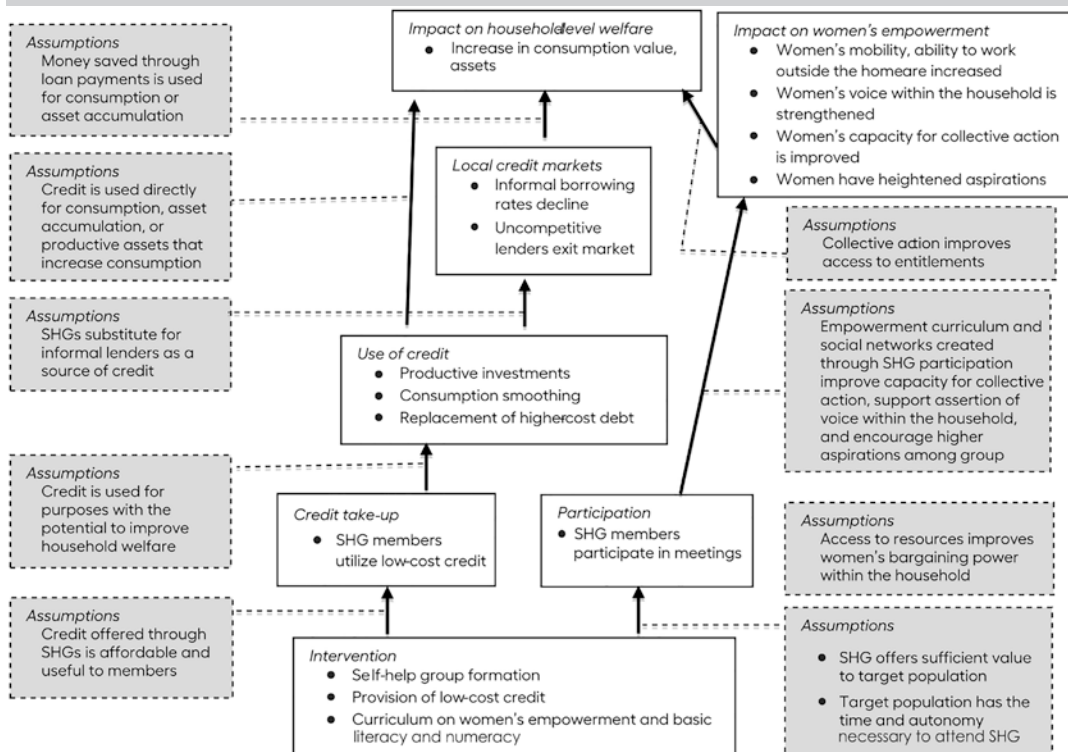 Impact on household-level welfare
● Increase in consumption value,
assets
Impact on women's empowerment
● Women's mobility, ability to work
outside the homeare increased
● Women's voice within the household is
strengthened
● Women's capacity for collective action
is improved
● Women have heightened aspirations
Assumptions
Money saved through
loan payments is used
for consumption or
asset accumulation
Local credit markets
● Informal borrowing
rates decline
● Uncompetitive
lenders exit market
Assumptions
Credit is used directly
for consumption, asset
accumulation, or
productive assets that
increase consumption
Assumptions
Collective action improves
access to entitlements
Assumptions
SHGs substitute for
informal lenders as a
source of credit
Use of credit
● Productive investments
● Consumption smoothing
● Replacement of higher-cost debt
Assumptions
Empowerment curriculum and
social networks created
through SHG participation
improve capacity for collective
action, support assertion of
voice within the household,
and encourage higher
aspirations among group
Assumptions
Credit is used for
purposes with the
potential to improve
household welfare
Credit take-up
● SHG members
utilize low-cost credit
Participation
● SHG members
participate in meetings
Assumptions
Access to resources improves
women's bargaining power
within the household
Assumptions
Credit offered through
SHGs is affordable and
useful to members
Intervention
● Self-help group formation
● Provision of low-cost credit
● Curriculum on women's empowerment and basic
literacy and numeracy
Assumptions
● SHG offers sufficient value
to target population
● Target population has the
time and autonomy
necessary to attend SHG